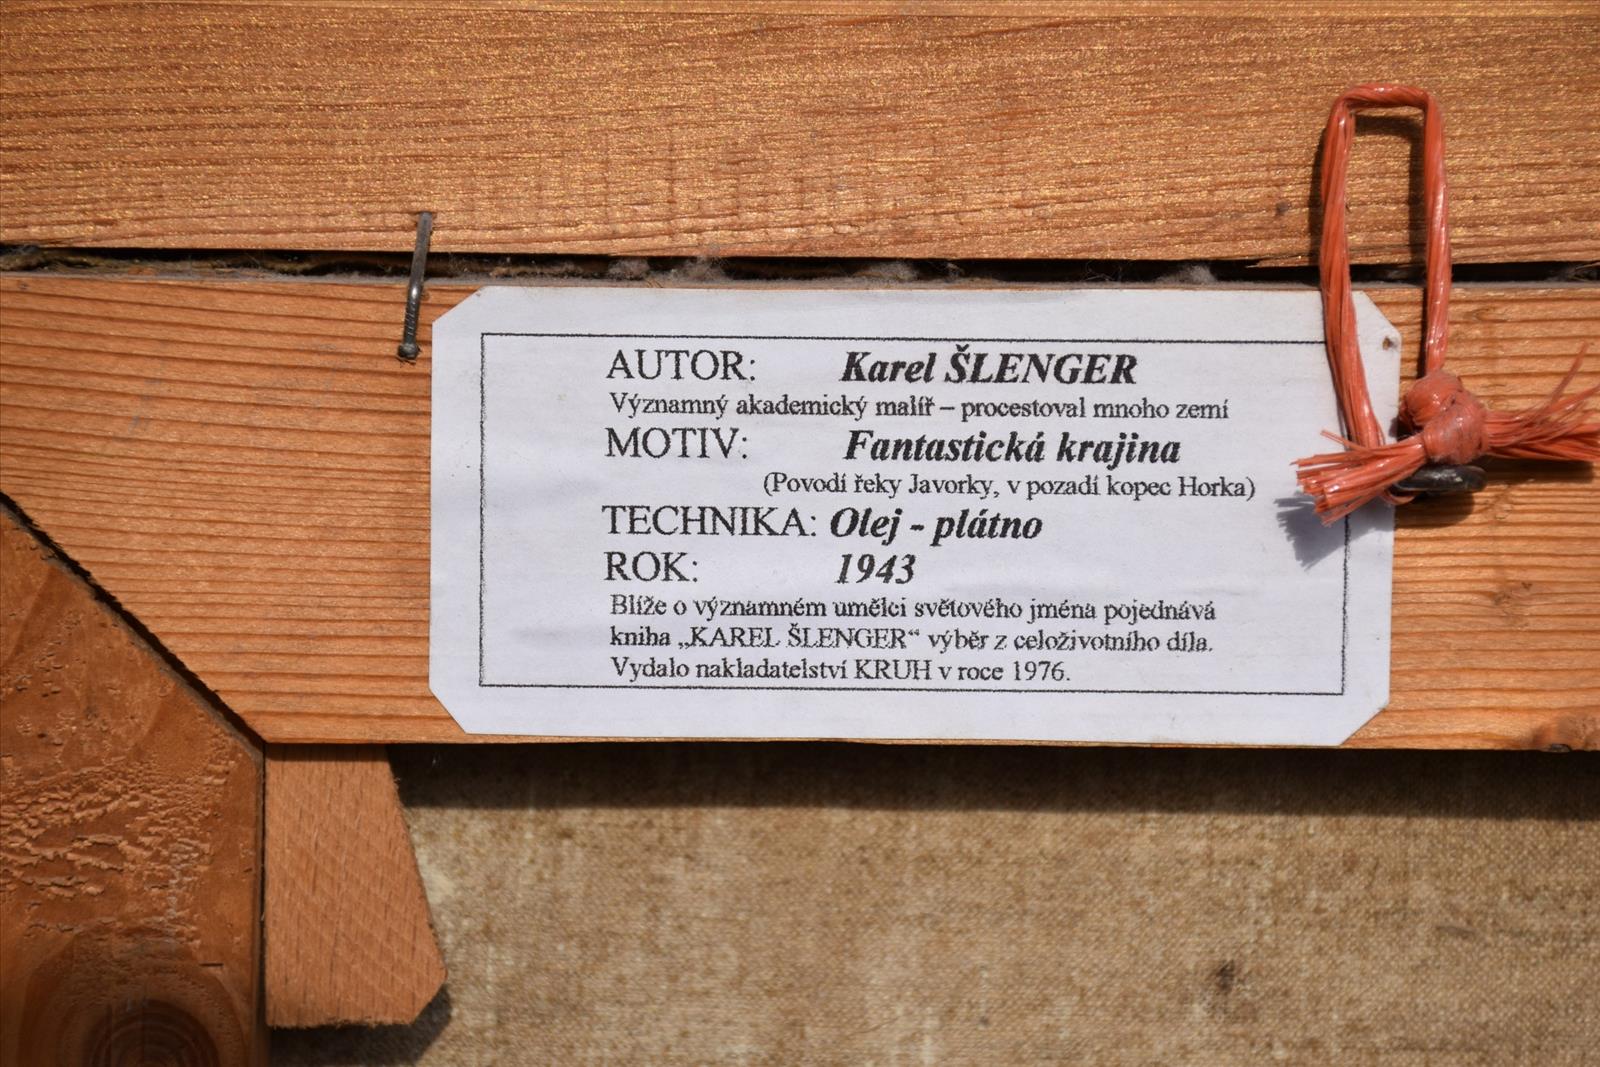 AUTOR: Karel ŠLENGER
Významný akademický malíř – procestoval mnoho zemí
MOTIV: Fantastická krajina
(Povodí řeky Javorky, v pozadí kopec Horka)
TECHNIKA: Olej - plátno
ROK: 1943
Blíže o významném umělci světového jména pojednává
kniha „KAREL ŠLENGER“ výběr z celoživotního díla.
Vydalo nakladatelství KRUH v roce 1976.